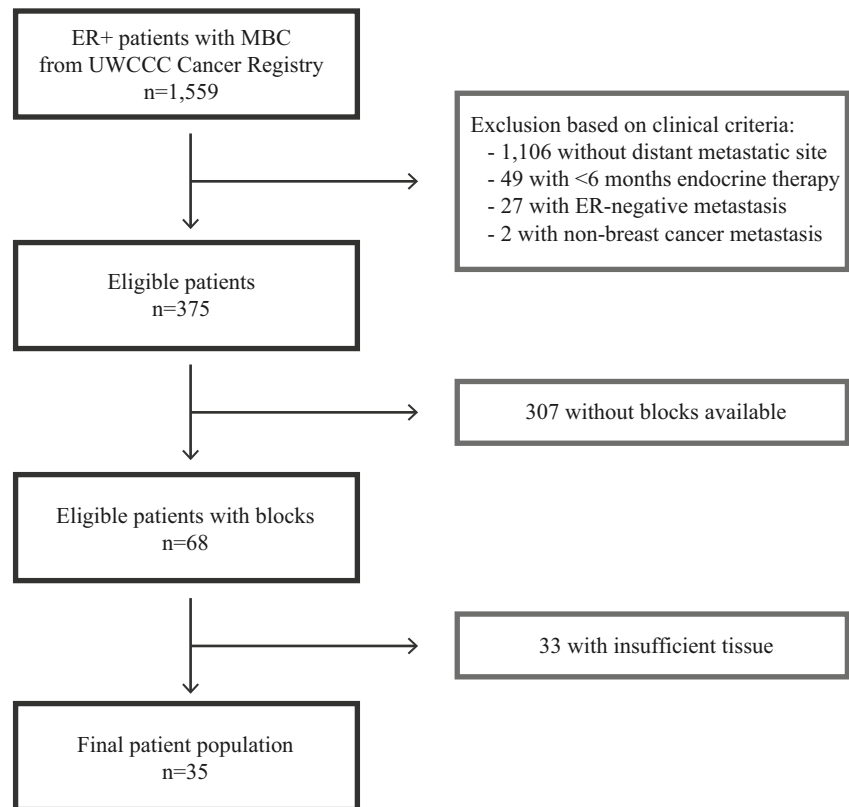 ER+ patients with MBC
from UWCCC Cancer Registry
n=1,559
Exclusion based on clinical criteria:
- 1,106 without distant metastatic site
- 49 with <6 months endocrine therapy
- 27 with ER-negative metastasis
- 2 with non-breast cancer metastasis
Eligible patients
n=375
307 without blocks available
Eligible patients with blocks
n=68
33 with insufficient tissue
Final patient population
n=35